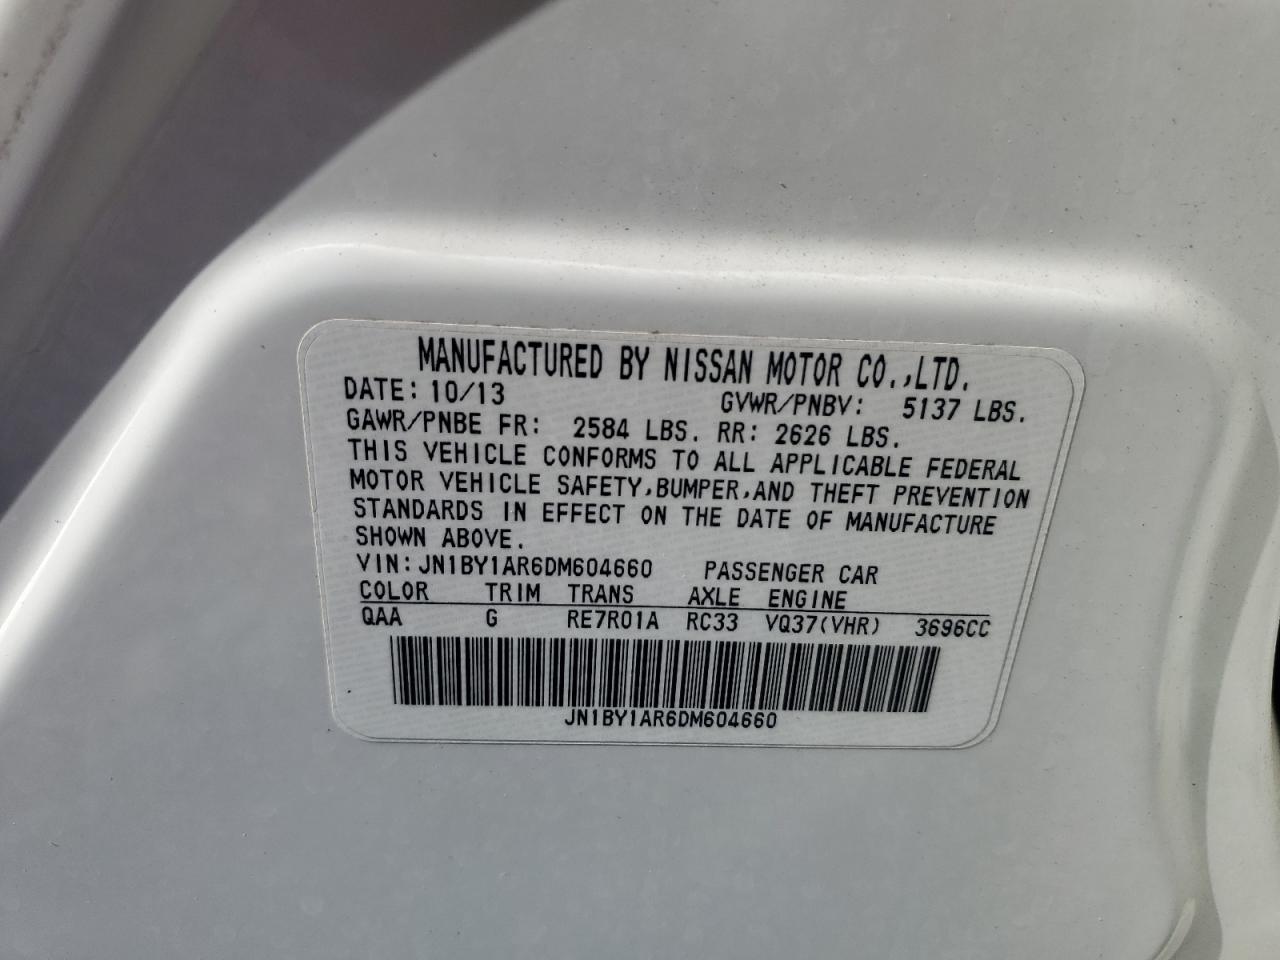 MANUFACTURED BY NISSAN MOTOR CO.,LTD.
DATE: 10/13 GVWR/PNBV: 5137 LBS.
GAWR/PNBE FR: 2584 LBS. RR: 2626 LBS.
THIS VEHICLE CONFORMS TO ALL APPLICABLE FEDERAL
MOTOR VEHICLE SAFETY,BUMPER,AND THEFT PREVENTION
STANDARDS IN EFFECT ON THE DATE OF MANUFACTURE
SHOWN ABOVE.
VIN: JN1BY1AR6DM604660 PASSENGER CAR
COLOR TRIM TRANS AXLE ENGINE
QAA G RE7R01A RC33 VQ37(VHR) 3696CC
JN1BY1AR6DM604660